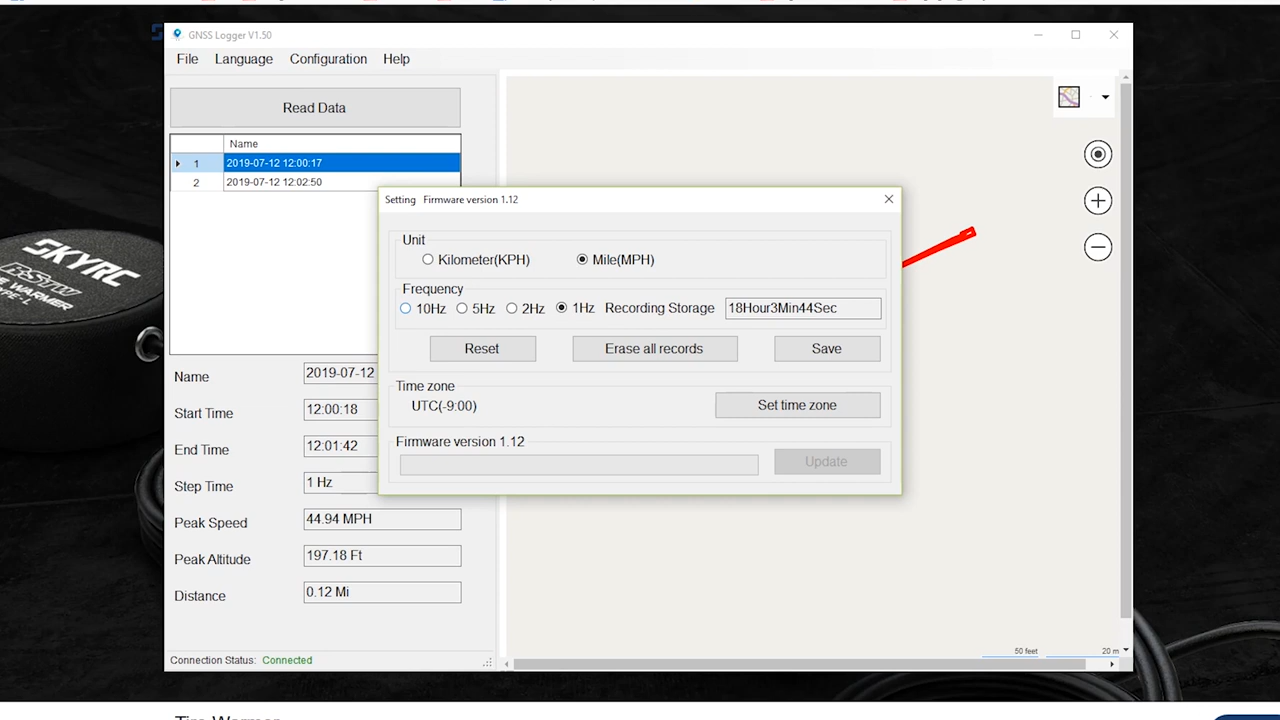 GNSS Logger V1.50
File Language Configuration Help
Read Data
Name
1 2019-07-12 12:00:17
2 2019-07-12 12:02:50
Setting Firmware version 1.12
Unit
Kilometer(KPH) Mile(MPH)
Frequency
10Hz 5Hz 2Hz 1Hz Recording Storage 18Hour3Min44Sec
Reset Erase all records Save
Time zone
UTC(-9:00) Set time zone
Firmware version 1.12
Update
Name 2019-07-12
Start Time 12:00:18
End Time 12:01:42
Step Time 1 Hz
Peak Speed 44.94 MPH
Peak Altitude 197.18 Ft
Distance 0.12 Mi
50 feet 20 m
Connection Status: Connected
SKYRC
RSTW
WARMER
Tire Warmer